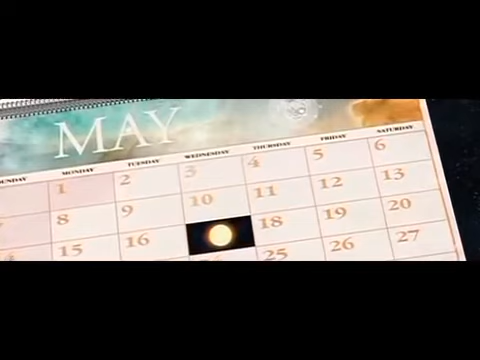 MAY
UNDAY MONDAY TUESDAY WEDNESDAY THURSDAY FRIDAY SATURDAY
1 2 3 4 5 6
8 9 10 11 12 13
15 16 18 19 20
25 26 27